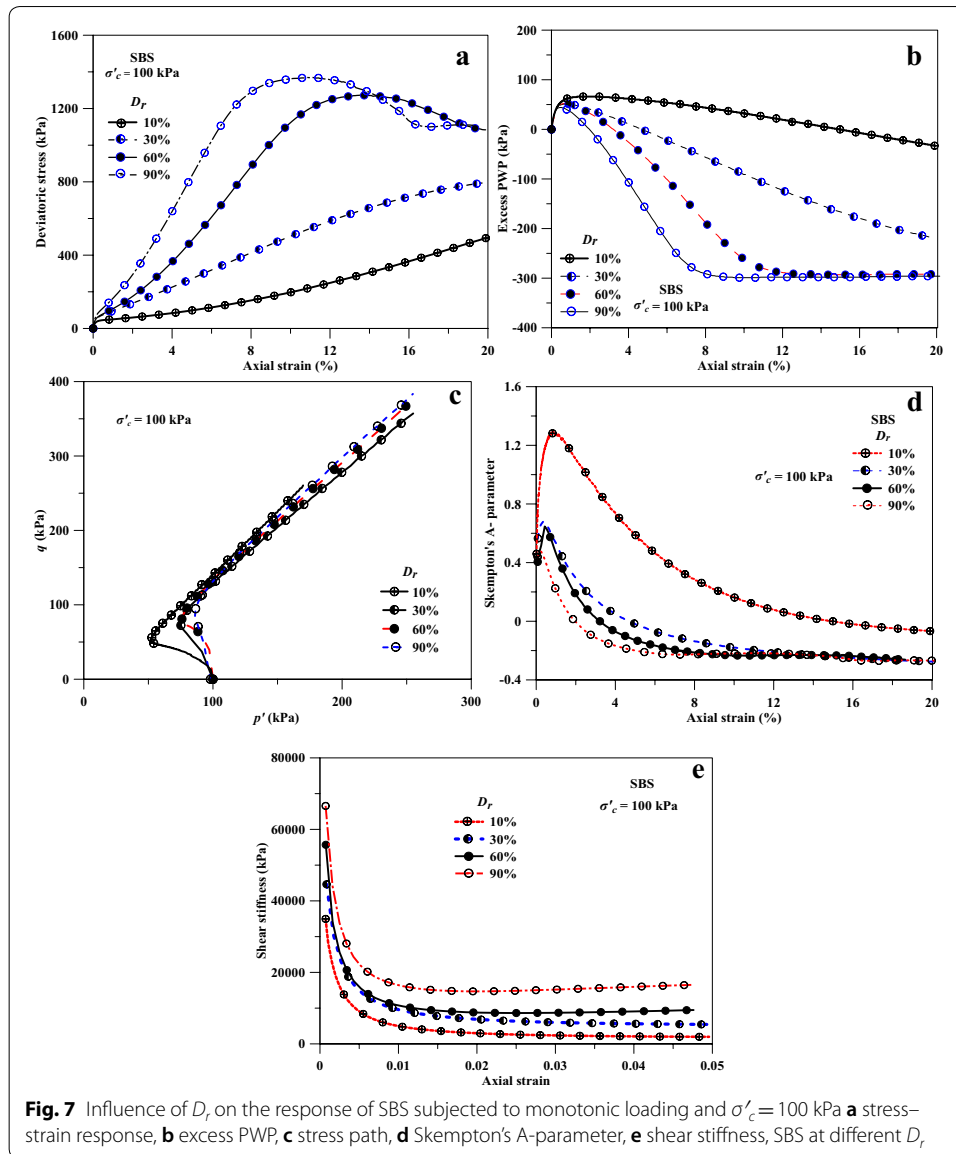 SBS
σ′c = 100 kPa
a
Dr
10%
30%
60%
90%
1600
1200
800
400
0
Deviatoric stress (kPa)
0 4 8 12 16 20
Axial strain (%)
b
200
100
0
-100
-200
-300
-400
Excess PWP (kPa)
Dr
10%
30%
60%
90%
SBS
σ′c = 100 kPa
0 4 8 12 16 20
Axial strain (%)
c
σ′c = 100 kPa
400
300
200
100
0
q (kPa)
Dr
10%
30%
60%
90%
0 100 200 300
p′ (kPa)
d
SBS
Dr
10%
30%
60%
90%
σ′c = 100 kPa
1.6
1.2
0.8
0.4
0
-0.4
Skempton's A- parameter
0 4 8 12 16 20
Axial strain (%)
e
SBS
σ′c = 100 kPa
Dr
10%
30%
60%
90%
80000
60000
40000
20000
0
Shear stiffness (kPa)
0 0.01 0.02 0.03 0.04 0.05
Axial strain
Fig. 7 Influence of Dr on the response of SBS subjected to monotonic loading and σ′c = 100 kPa a stress–
strain response, b excess PWP, c stress path, d Skempton's A-parameter, e shear stiffness, SBS at different Dr